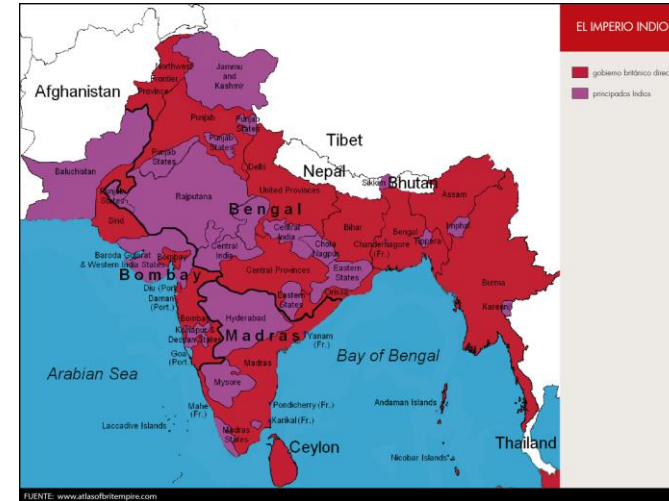 EL IMPERIO INDIO
gobierno británico direc
principados Indios
Afghanistan
Northwest
Frontier
Province
Jammu
and
Kashmir
Punjab
Punjab
States
Punjab
States
Punjab
States
Tibet
Baluchistan
Delhi
Nepal
Sikkim
Bhutan
Punjab
States
Rajputana
United Provinces
Assam
Sind
Bengal
Bihar
Bengal
Imphal
Central
India
Chota
Nagpur
Chandernagore
(Fr.)
Tippera
Baroda Gujarat
& Western India States
Bombay
Central
India
Central Provinces
Eastern
States
Burma
Bombay
Diu (Port.
Daman
(Port.)
Eastern
States
Orissa
Kareeni
Bombay
Hyderabad
Kolhapur &
Deccan States
Madras
Yanam
(Fr.)
Goa
(Port.
Madras
Bay of Bengal
Arabian Sea
Mysore
Mahe
(Fr.)
Pondicherry (Fr.)
Andaman Islands
Laccadive Islands
Karikal (Fr.)
Madras
States
Ceylon
Thailand
Nicobar Islands
FUENTE: www.atlasofbritempire.com